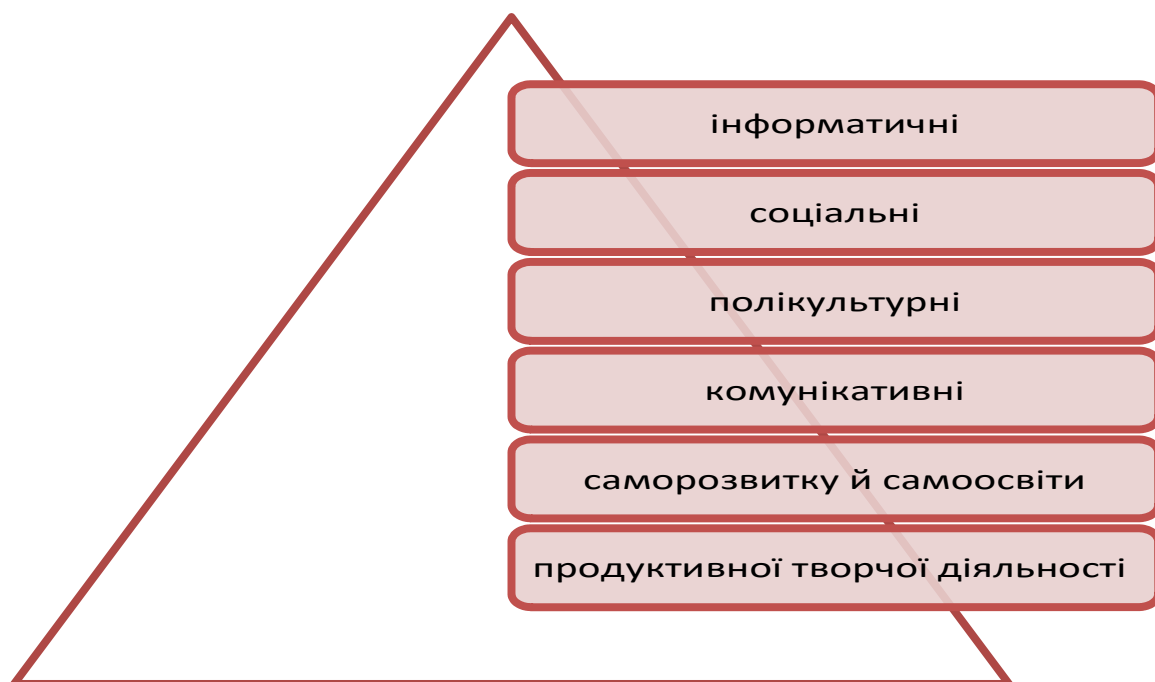 інформатичні
соціальні
полікультурні
комунікативні
саморозвитку й самоосвіти
продуктивної творчої діяльності